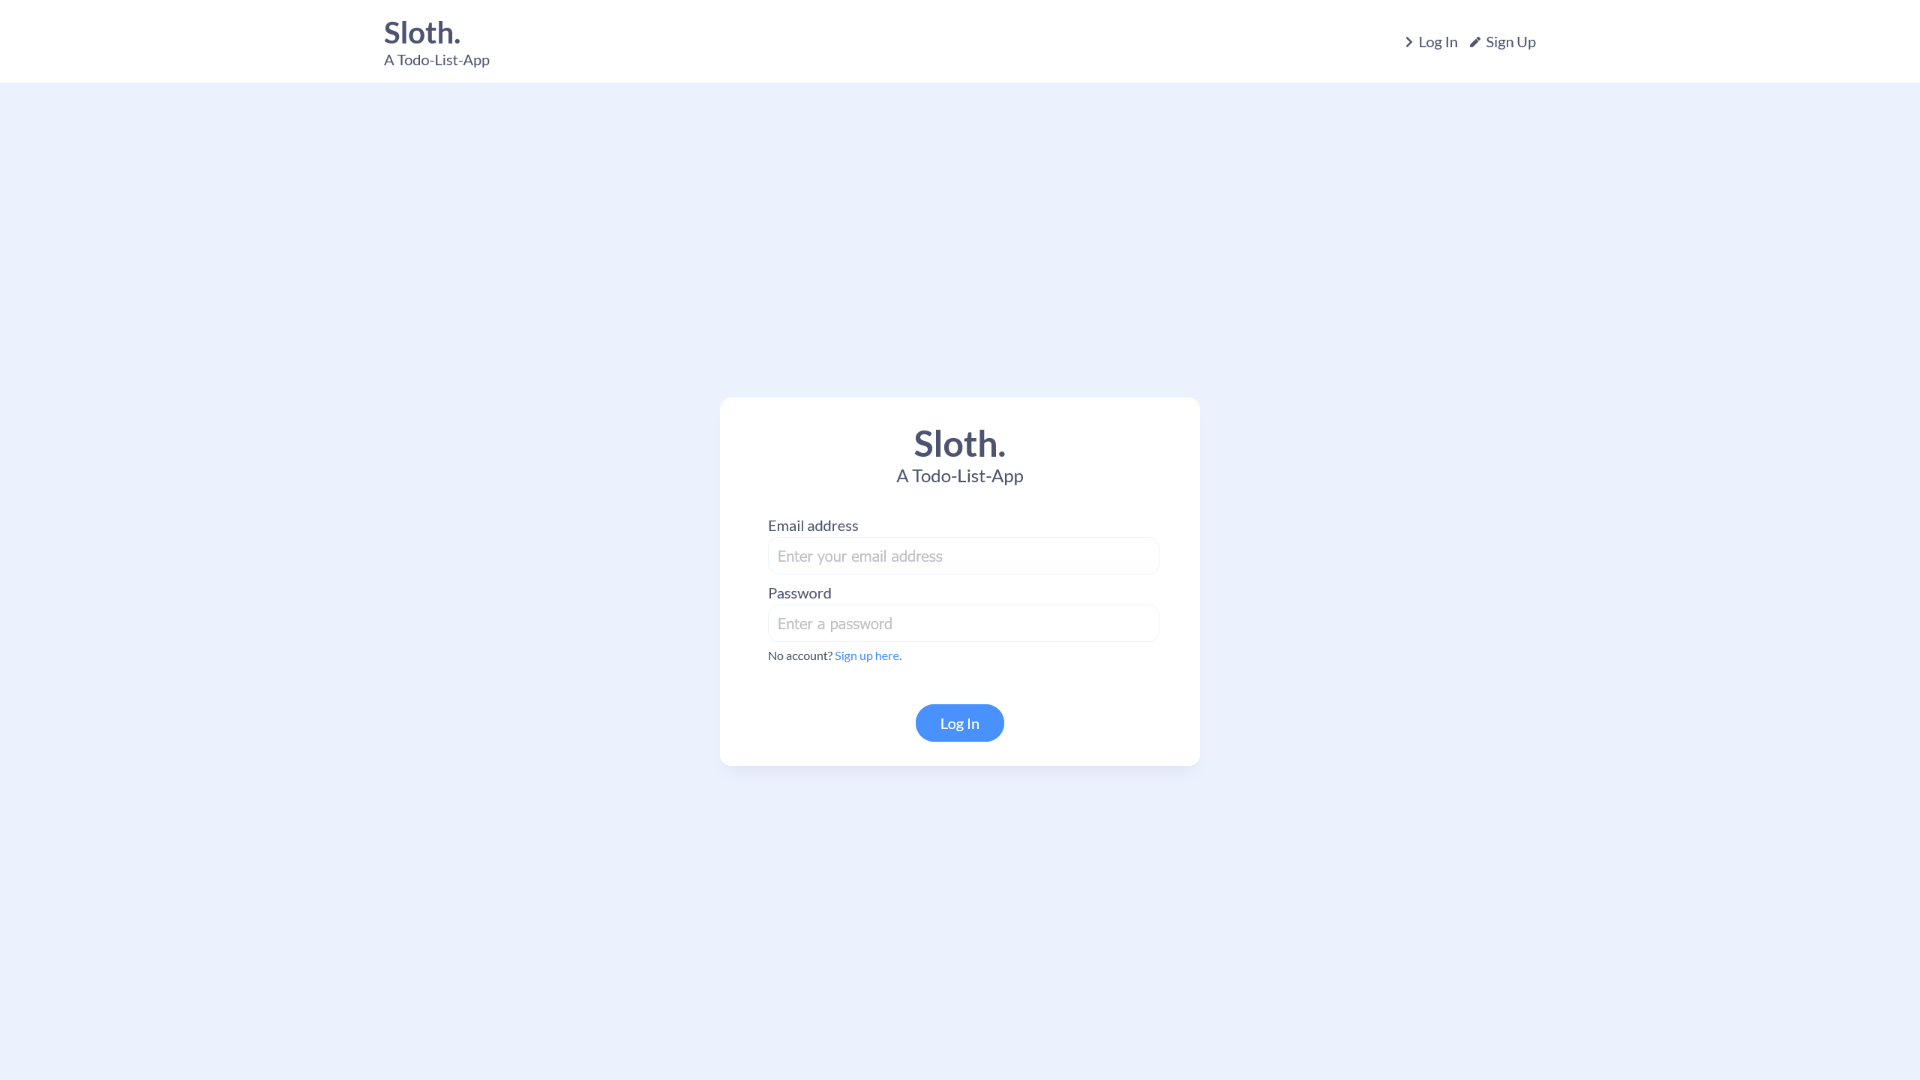 Sloth.
A Todo-List-App
Log In
Sign Up
Sloth.
A Todo-List-App
Email address
Enter your email address
Password
Enter a password
No account? Sign up here.
Log In